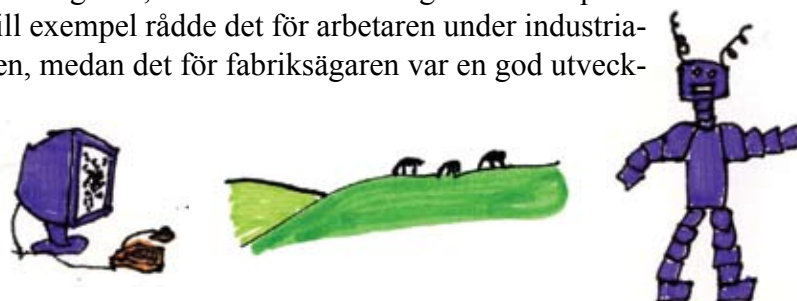 ill exempel rådde det för arbetaren under industria-
en, medan det för fabriksägaren var en god utveck-